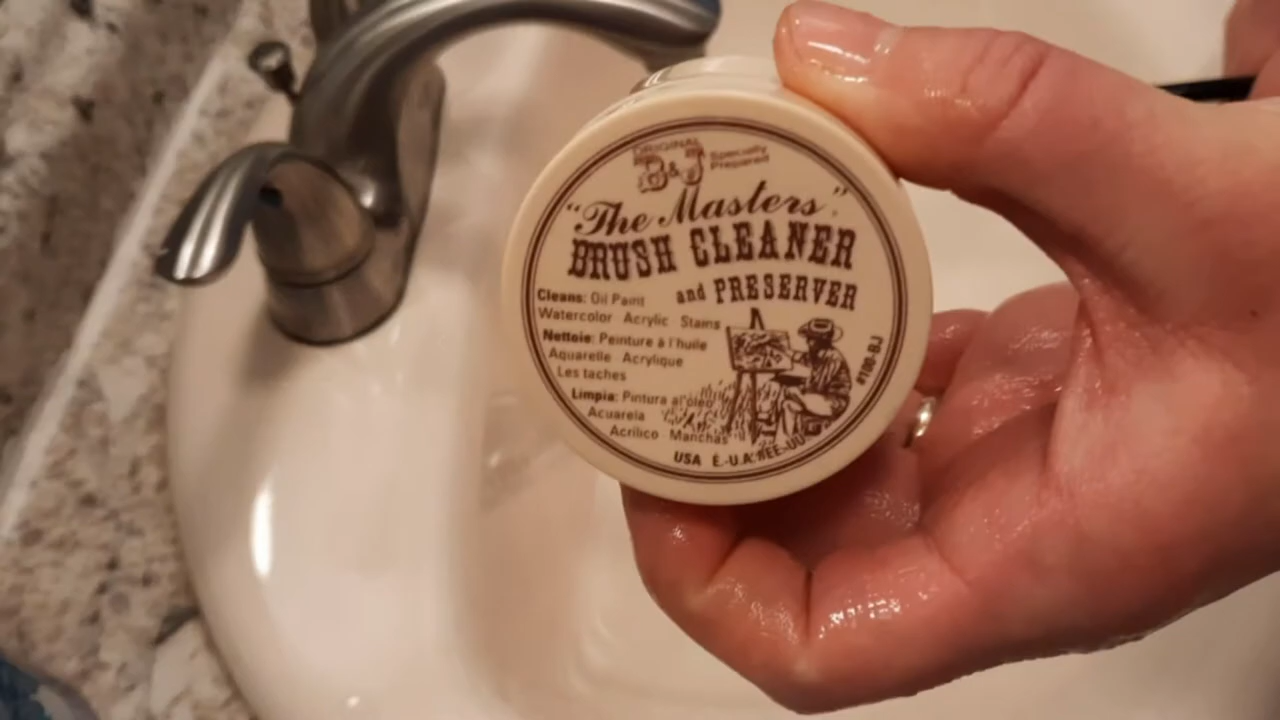 ORIGINAL
B&J Specially
Prepared
"The Masters"
BRUSH CLEANER
and PRESERVER
Cleans: Oil Paint
Watercolor Acrylic Stains
Nettoie: Peinture à l'huile
Aquarelle Acrylique
Les taches
Limpia: Pintura al óleo
Acuarela
Acrílico Manchas
USA É.-U.A. EE.UU
#100-BJ